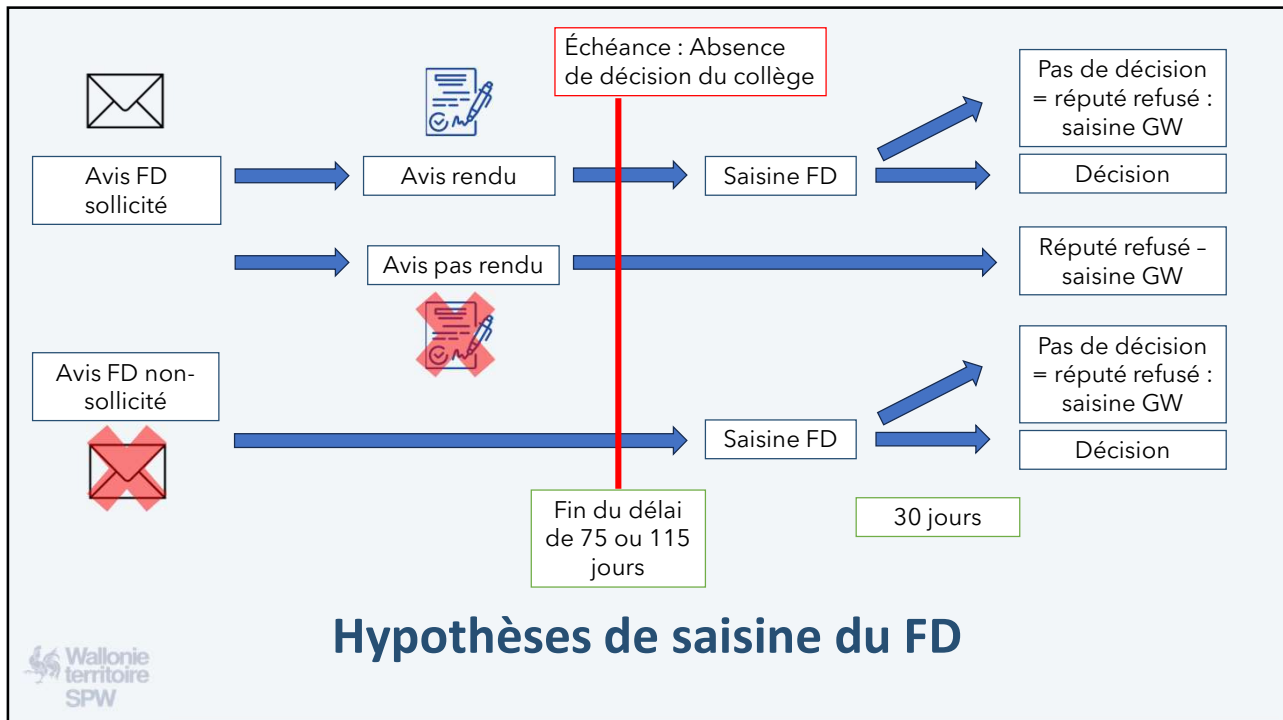 Échéance : Absence
de décision du collège
Avis FD
sollicité
Avis rendu
Saisine FD
Pas de décision
= réputé refusé :
saisine GW
Décision
Avis pas rendu
Réputé refusé –
saisine GW
Avis FD non-
sollicité
Saisine FD
Pas de décision
= réputé refusé :
saisine GW
Décision
Fin du délai
de 75 ou 115
jours
30 jours
Hypothèses de saisine du FD
Wallonie
territoire
SPW